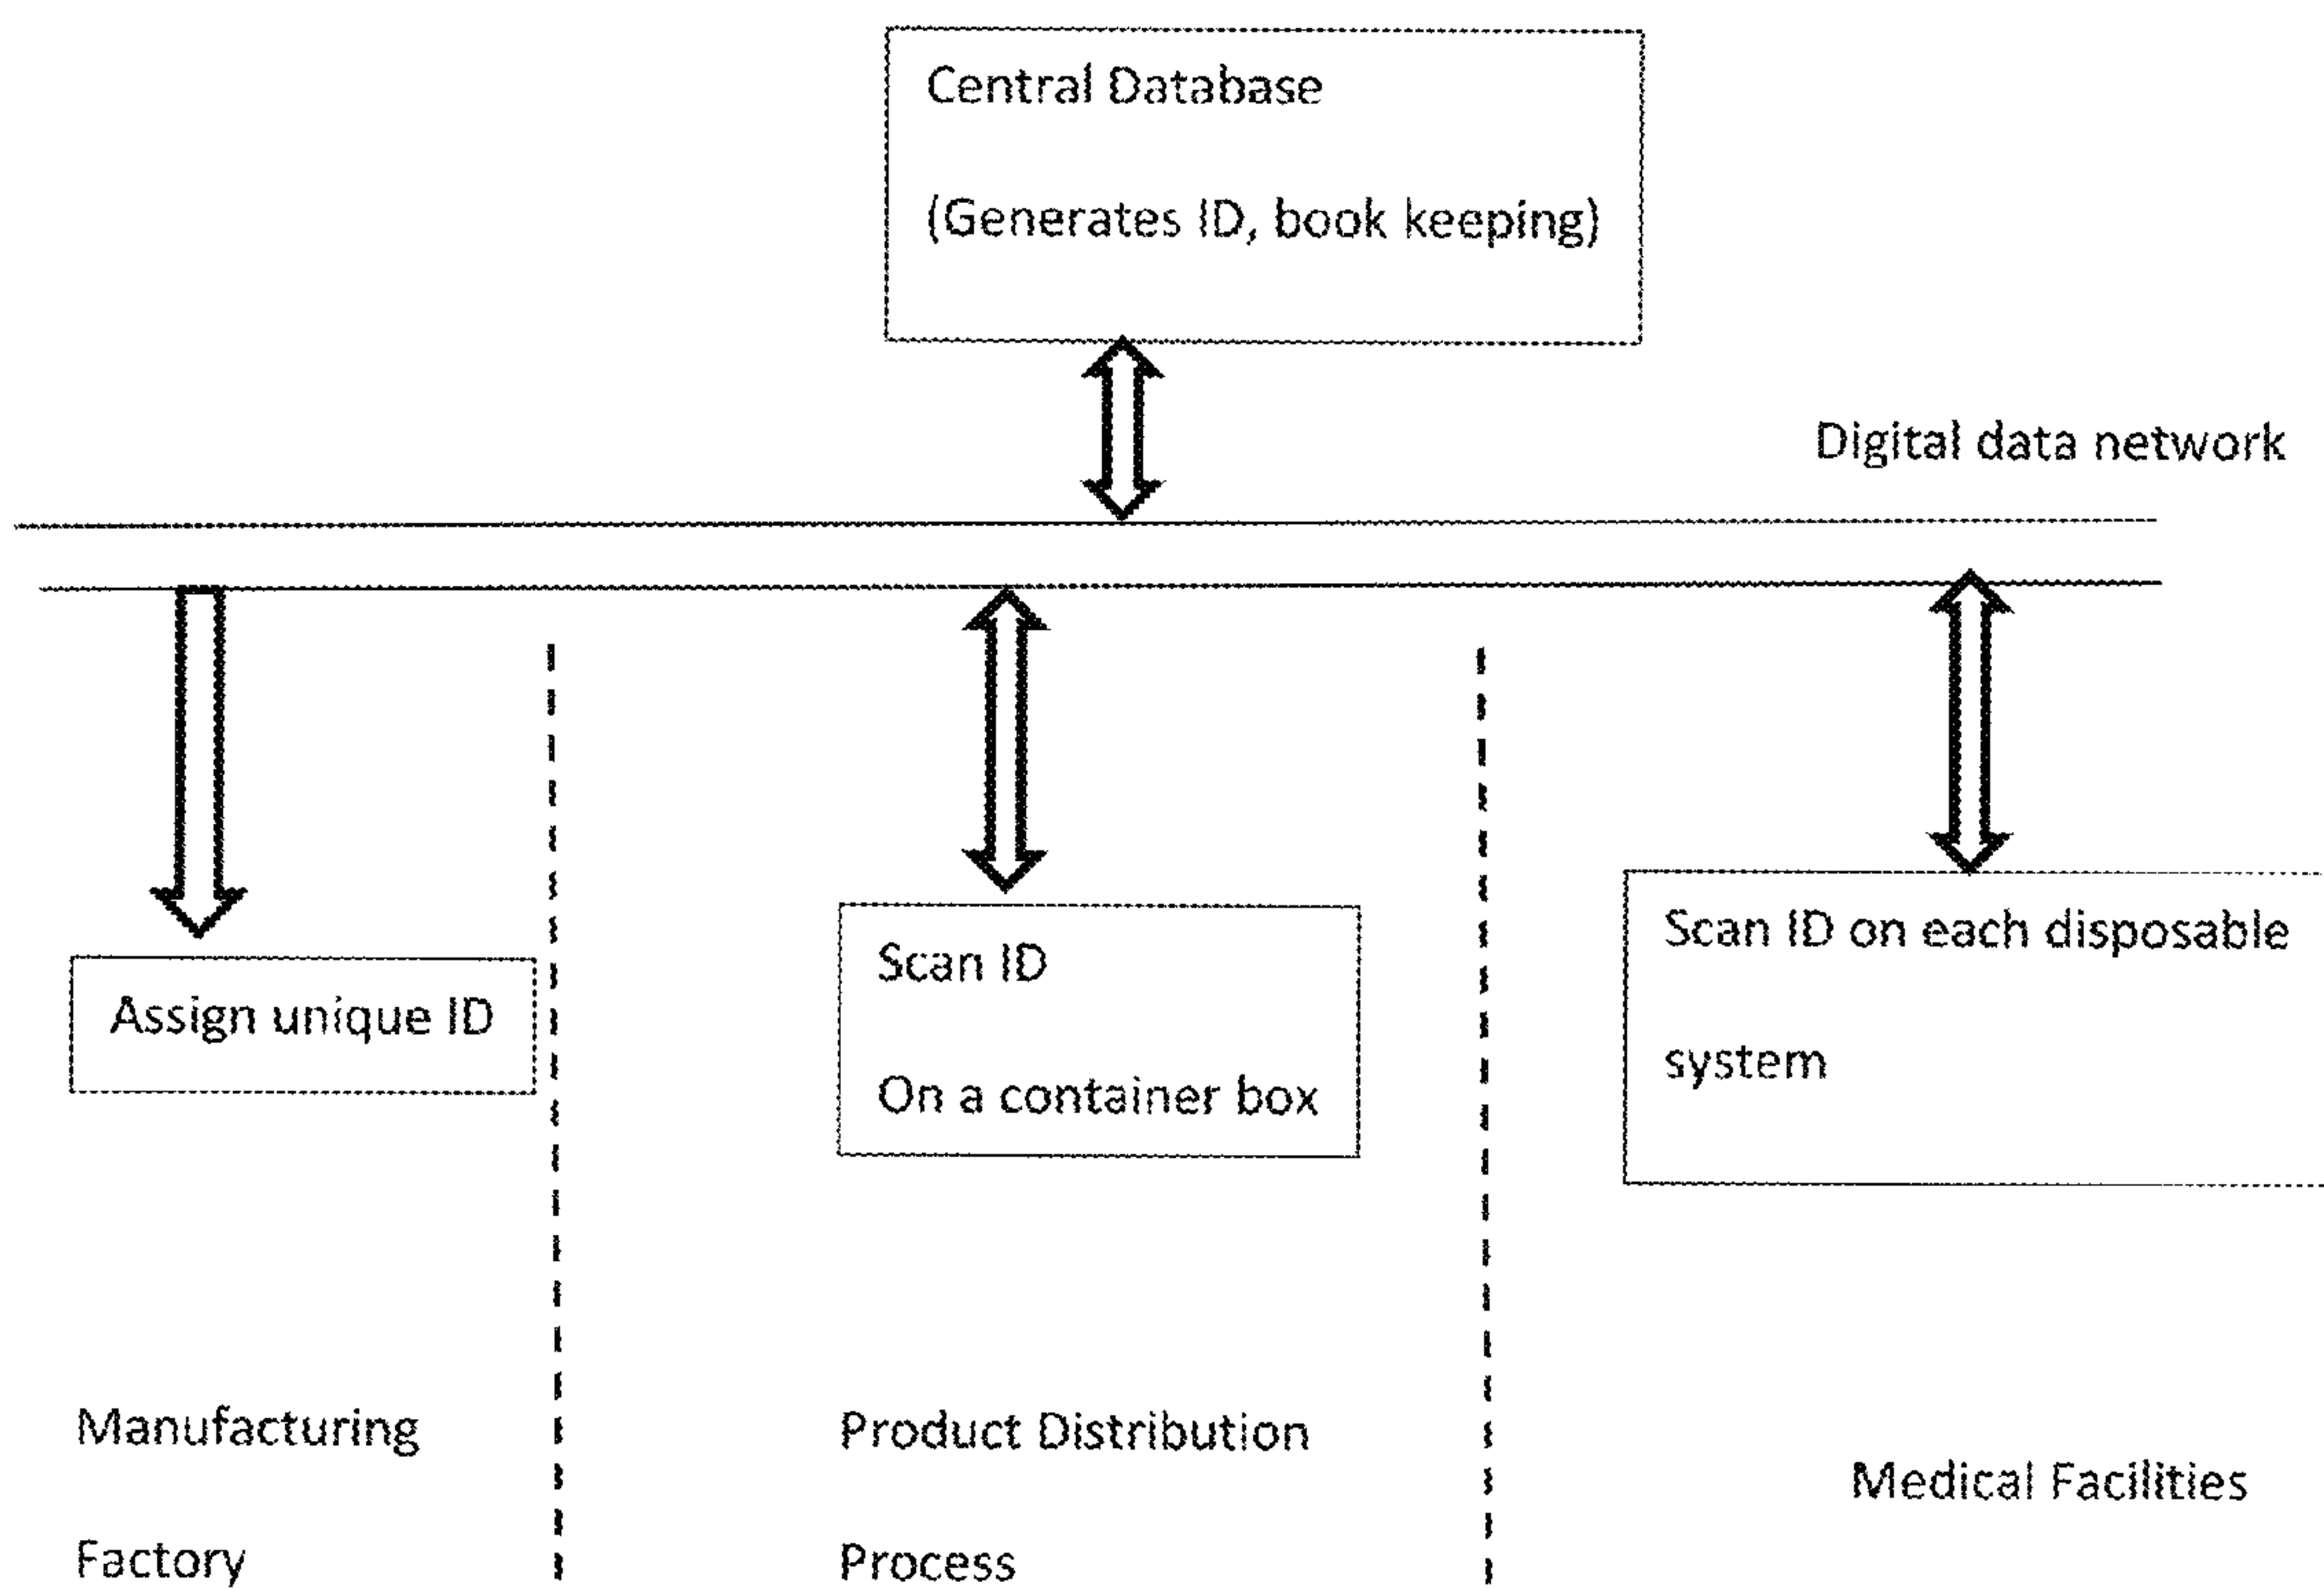 Central Database
(Generates ID, book keeping)
Digital data network
Assign unique ID
Scan ID
On a container box
Scan ID on each disposable
system
Manufacturing
Factory
Product Distribution
Process
Medical Facilities